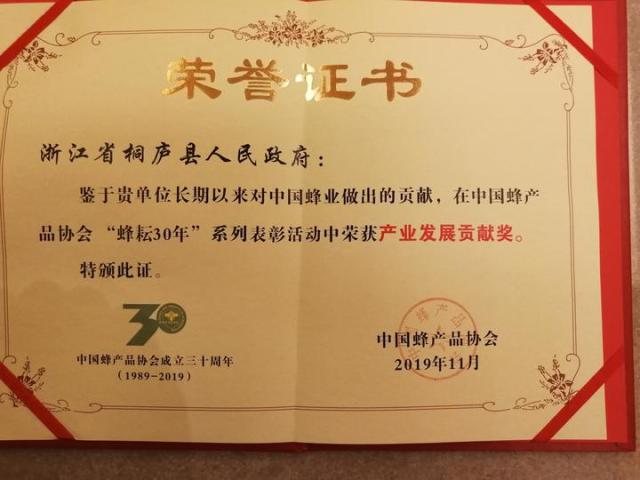 荣誉证书
浙江省桐庐县人民政府：
鉴于贵单位长期以来对中国蜂业做出的贡献，在中国蜂产
品协会“蜂耘30年”系列表彰活动中荣获产业发展贡献奖。
特颁此证。
30
中国蜂产品协会成立三十周年
(1989-2019)
中国蜂产品协会
2019年11月